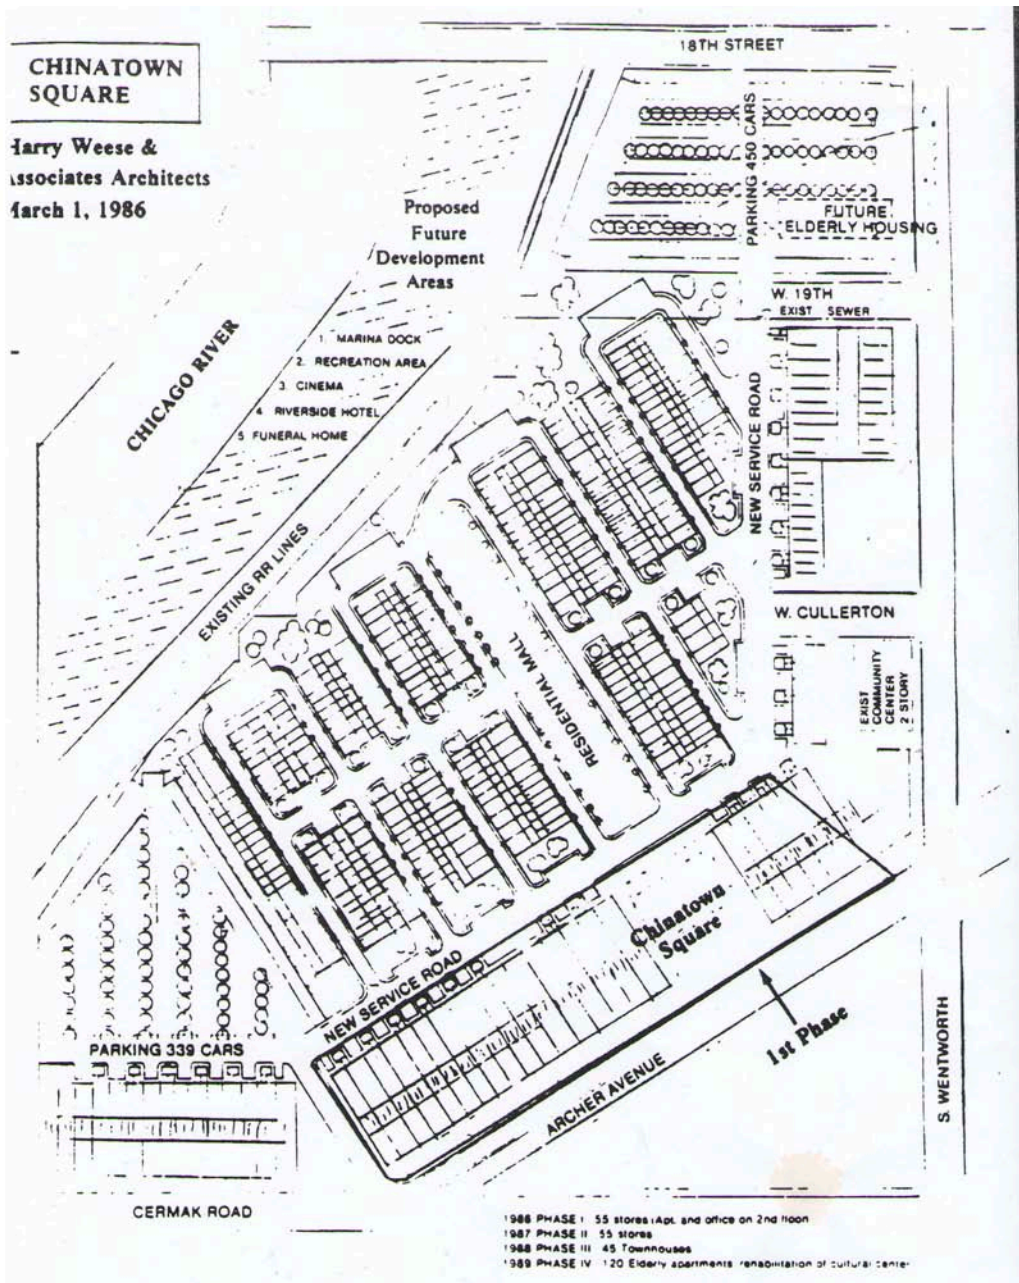 CHINATOWN
SQUARE
Harry Weese &
Associates Architects
March 1, 1986
18TH STREET
PARKING 450 CARS
FUTURE
ELDERLY HOUSING
Proposed
Future
Development
Areas
W. 19TH
EXIST SEWER
CHICAGO RIVER
1. MARINA DOCK
2. RECREATION AREA
3. CINEMA
4 RIVERSIDE HOTEL
5 FUNERAL HOME
NEW SERVICE ROAD
EXISTING RR LINES
W. CULLERTON
RESIDENTIAL MALL
EXIST
COMMUNITY
CENTER
2 STORY
Chinatown
Square
NEW SERVICE ROAD
1st Phase
PARKING 339 CARS
ARCHER AVENUE
S. WENTWORTH
CERMAK ROAD
1986 PHASE I 55 stores (Apt. and office on 2nd floor)
1987 PHASE II 55 stores
1988 PHASE III 45 Townhouses
1989 PHASE IV 120 Elderly apartments rehabilitation of cultural center